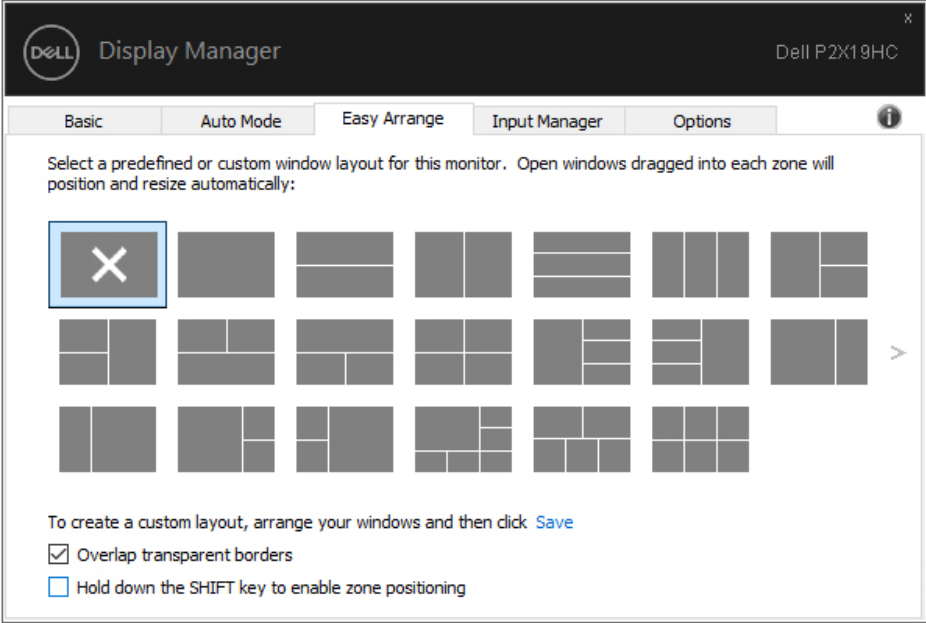 x
DELL Display Manager
Dell P2X19HC
Basic Auto Mode Easy Arrange Input Manager Options
Select a predefined or custom window layout for this monitor. Open windows dragged into each zone will
position and resize automatically:
>
To create a custom layout, arrange your windows and then click Save
Overlap transparent borders
Hold down the SHIFT key to enable zone positioning